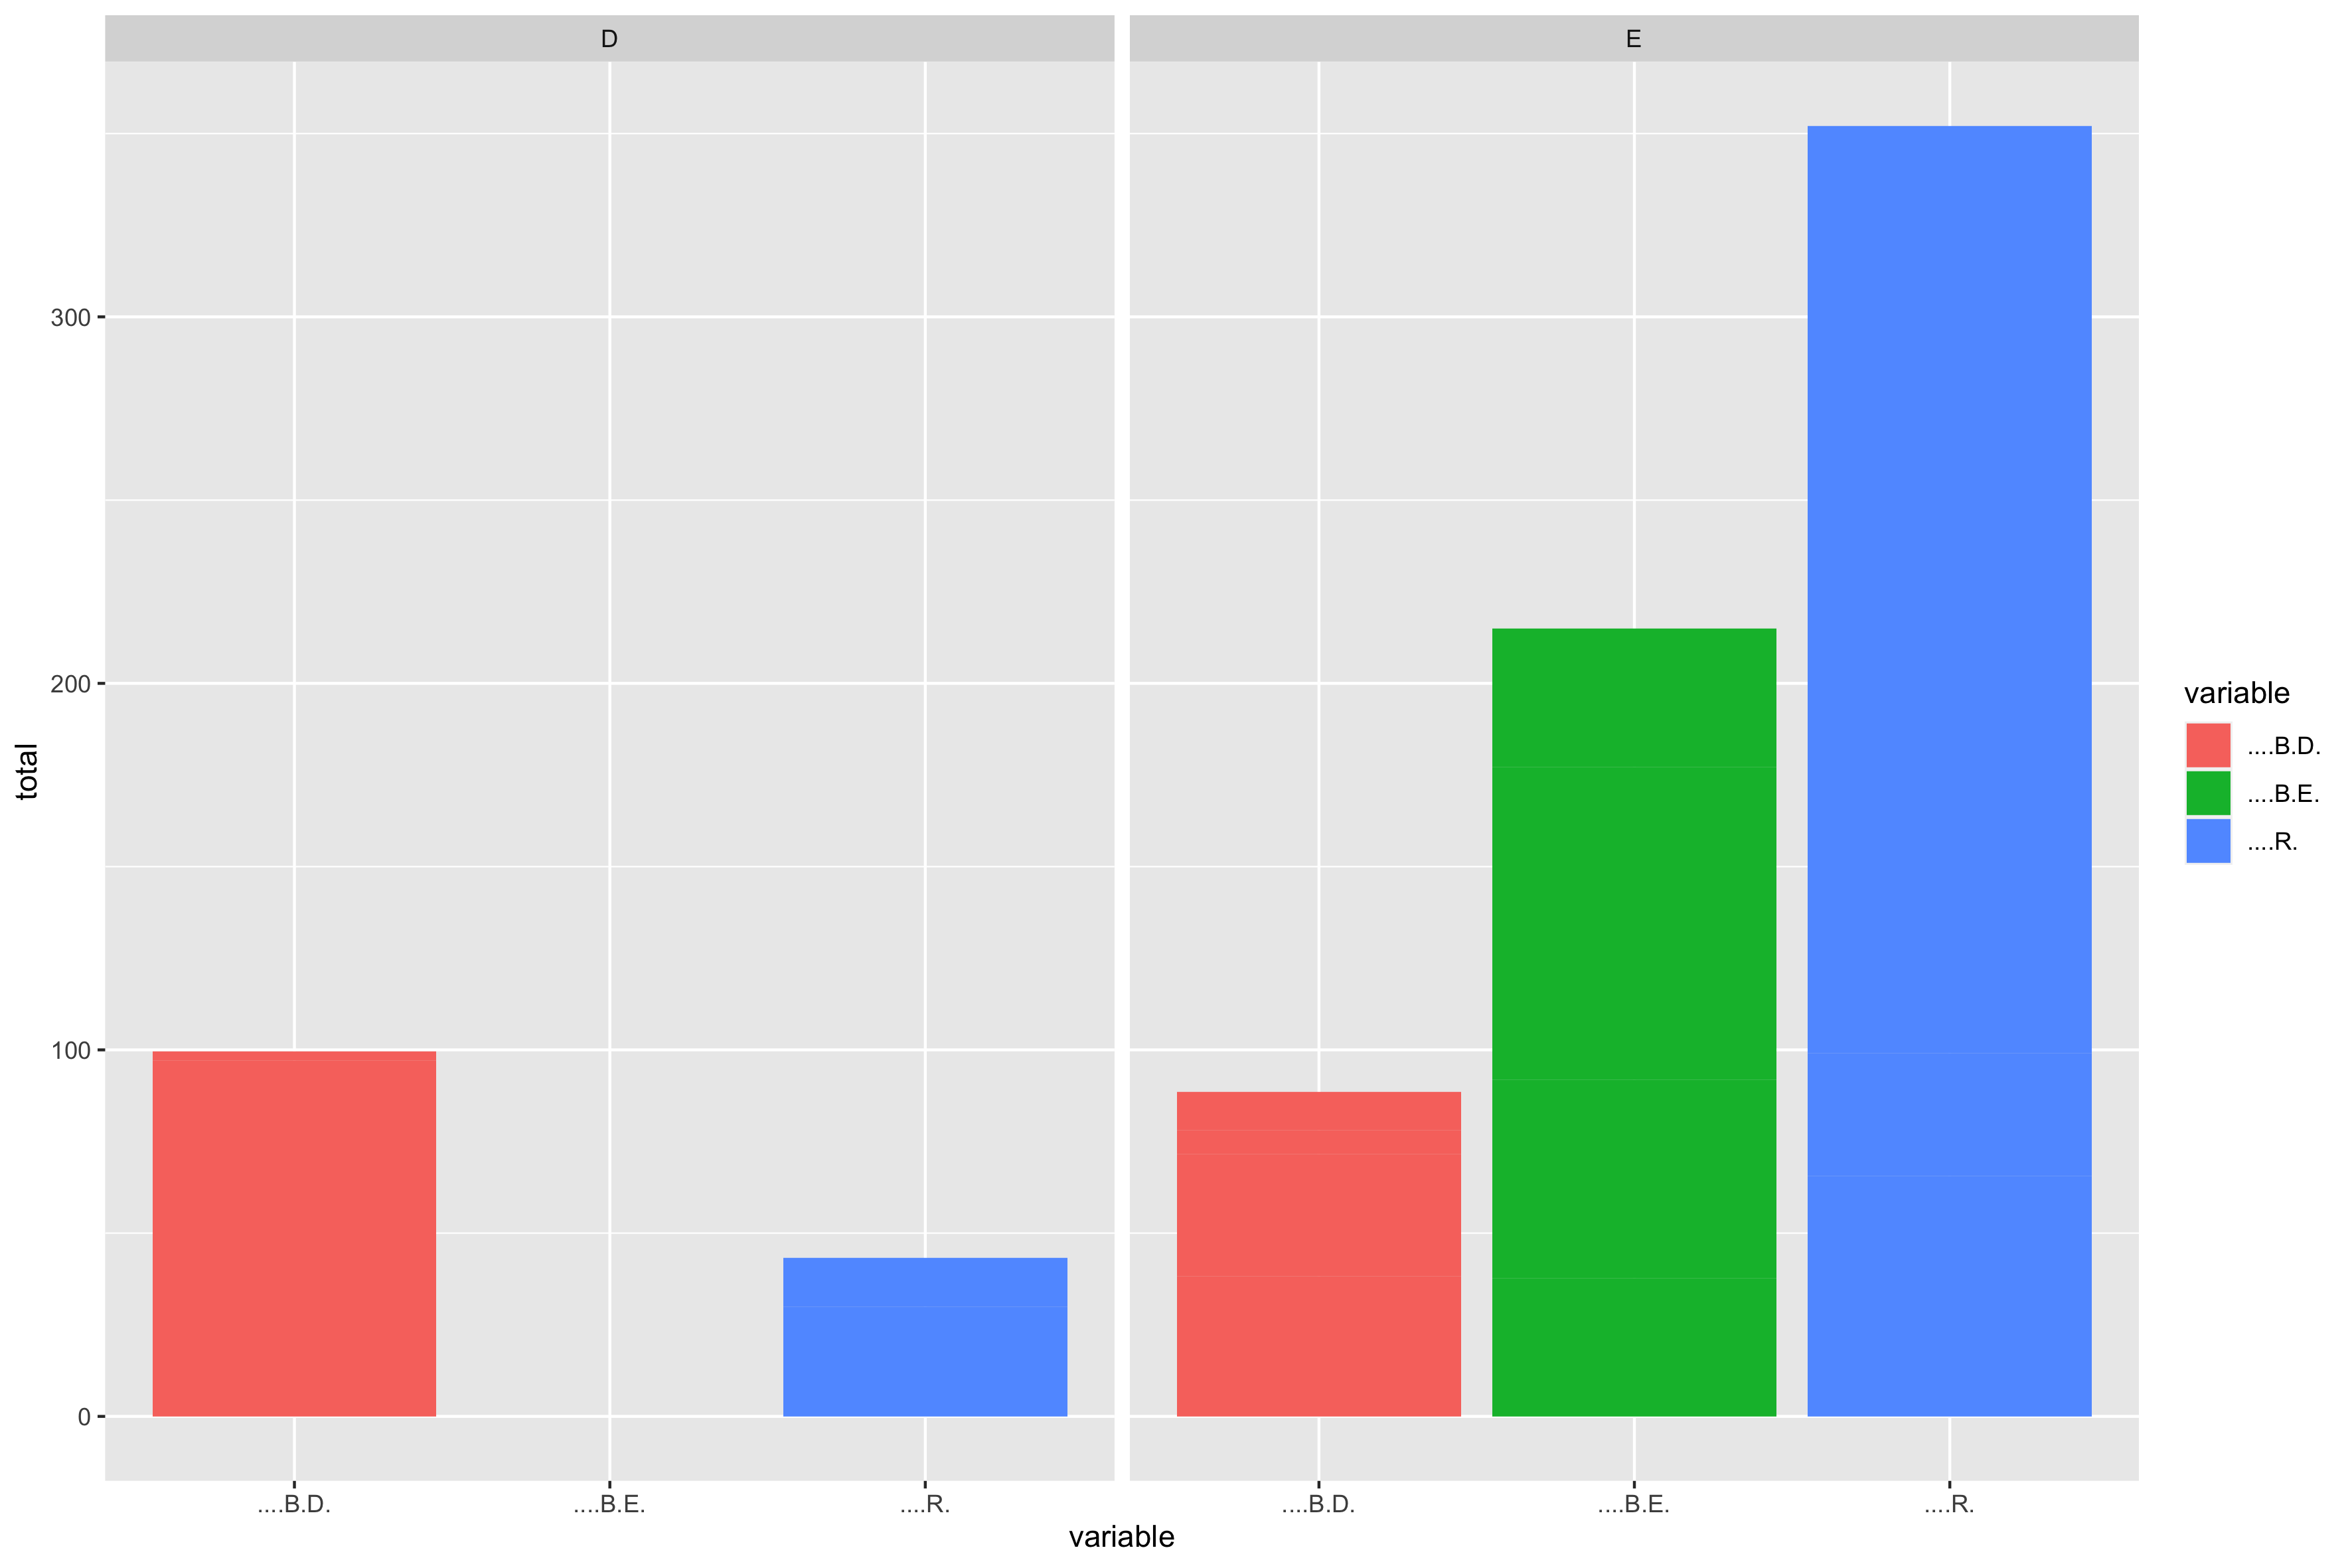 D
E
300
200
100
0
total
....B.D.
....B.E.
....R.
....B.D.
....B.E.
....R.
variable
variable
....B.D.
....B.E.
....R.